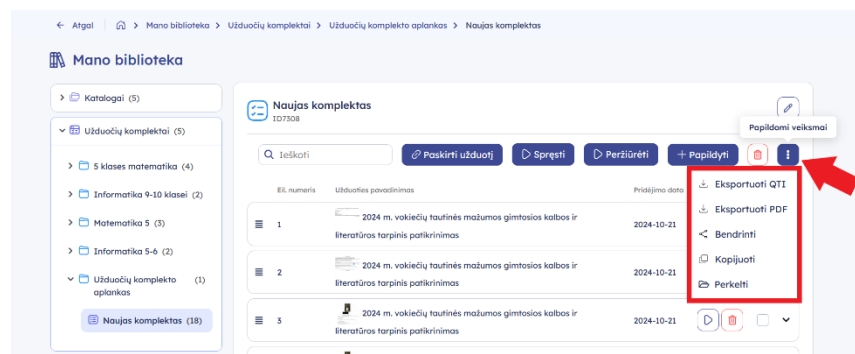 Atgal
Mano biblioteka
Užduočių komplektai
Užduočių komplekto aplankas
Naujas komplektas
Mano biblioteka
Katalogai (5)
Užduočių komplektai (5)
5 klases matematika (4)
Informatika 9-10 klasei (2)
Matematika 5 (3)
Informatika 5-6 (2)
Užduočių komplekto (1)
aplankas
Naujas komplektas (18)
Naujas komplektas
ID7308
Papildomi veiksmai
Ieškoti
Paskirti užduotį
Spręsti
Peržiūrėti
Papildyti
Eil. numeris
Užduoties pavadinimas
Pridėjimo data
Eksportuoti QTI
Eksportuoti PDF
Bendrinti
Kopijuoti
Perkelti
1
2024 m. vokiečių tautinės mažumos gimtosios kalbos ir
literatūros tarpinis patikrinimas
2024-10-21
2
2024 m. vokiečių tautinės mažumos gimtosios kalbos ir
literatūros tarpinis patikrinimas
2024-10-21
3
2024 m. vokiečių tautinės mažumos gimtosios kalbos ir
literatūros tarpinis patikrinimas
2024-10-21